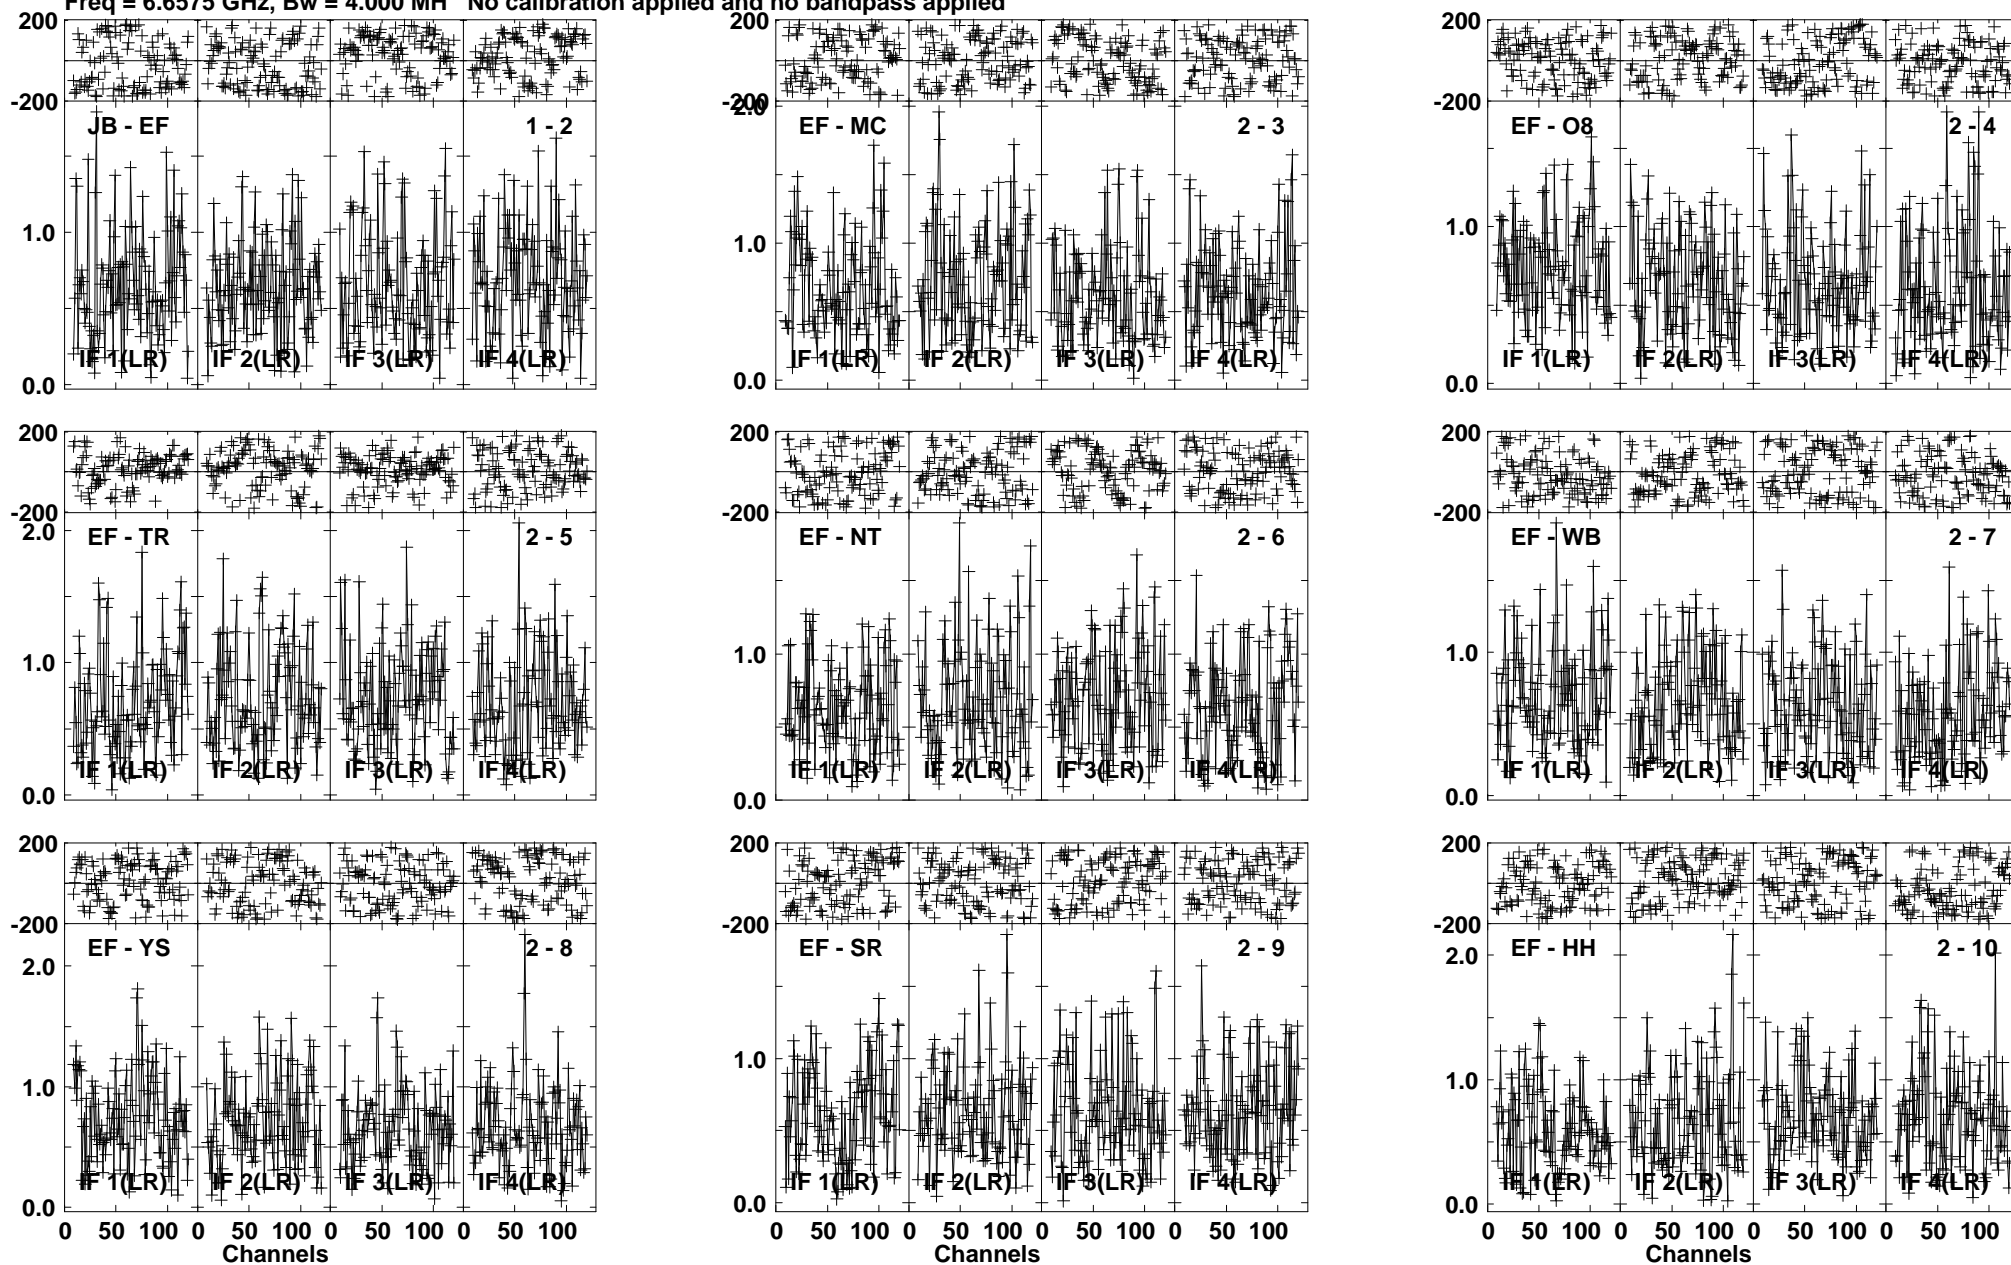 Freq = 6.6575 GHz, Bw = 4.000 MH No calibration applied and no bandpass applied
200 200 200
-200 -200 -200
2.0
JB - EF 1 - 2 EF - MC 2 - 3 EF - O8 2 - 4
1.0 1.0 1.0
IF 1(LR) IF 2(LR) IF 3(LR) IF 4(LR) IF 1(LR) IF 2(LR) IF 3(LR) IF 4(LR) IF 1(LR) IF 2(LR) IF 3(LR) IF 4(LR)
0.0 0.0 0.0
200 200 200
-200 -200 -200
2.0 EF - TR 2 - 5 EF - NT 2 - 6 EF - WB 2 - 7
1.0 1.0 1.0
IF 1(LR) IF 2(LR) IF 3(LR) IF 4(LR) IF 1(LR) IF 2(LR) IF 3(LR) IF 4(LR) IF 1(LR) IF 2(LR) IF 3(LR) IF 4(LR)
0.0 0.0 0.0
200 200 200
-200 -200 -200
EF - YS 2 - 8 EF - SR 2 - 9 EF - HH 2 - 10
2.0 2.0
1.0 1.0 1.0
IF 1(LR) IF 2(LR) IF 3(LR) IF 4(LR) IF 1(LR) IF 2(LR) IF 3(LR) IF 4(LR) IF 1(LR) IF 2(LR) IF 3(LR) IF 4(LR)
0.0 0.0 0.0
0 50 100 0 50 100 0 50 100 0 50 100 0 50 100 0 50 100 0 50 100 0 50 100 0 50 100 0 50 100 0 50 100 0 50 100
Channels Channels Channels